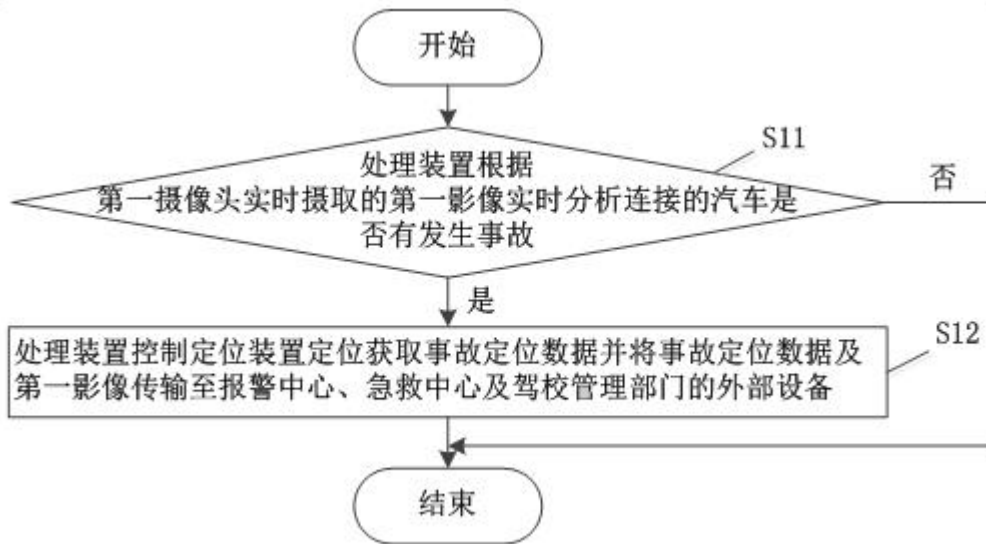 开始
S11
处理装置根据
第一摄像头实时摄取的第一影像实时分析连接的汽车是
否有发生事故
否
是
S12
处理装置控制定位装置定位获取事故定位数据并将事故定位数据及
第一影像传输至报警中心、急救中心及驾校管理部门的外部设备
结束